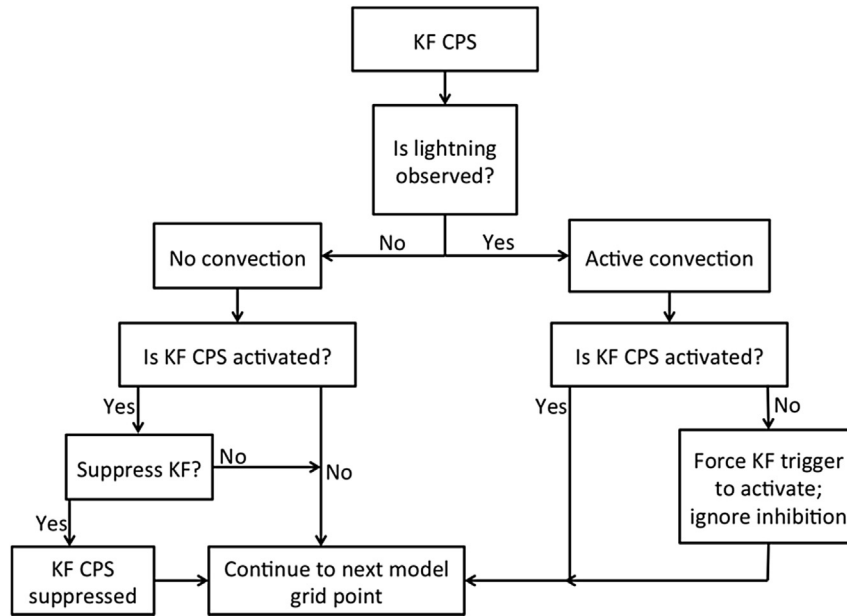 KF CPS
Is lightning
observed?
No
Yes
No convection
Active convection
Is KF CPS activated?
Is KF CPS activated?
Yes
Yes
No
Suppress KF?
No
No
Force KF trigger
to activate;
ignore inhibition
Yes
KF CPS
suppressed
Continue to next model
grid point